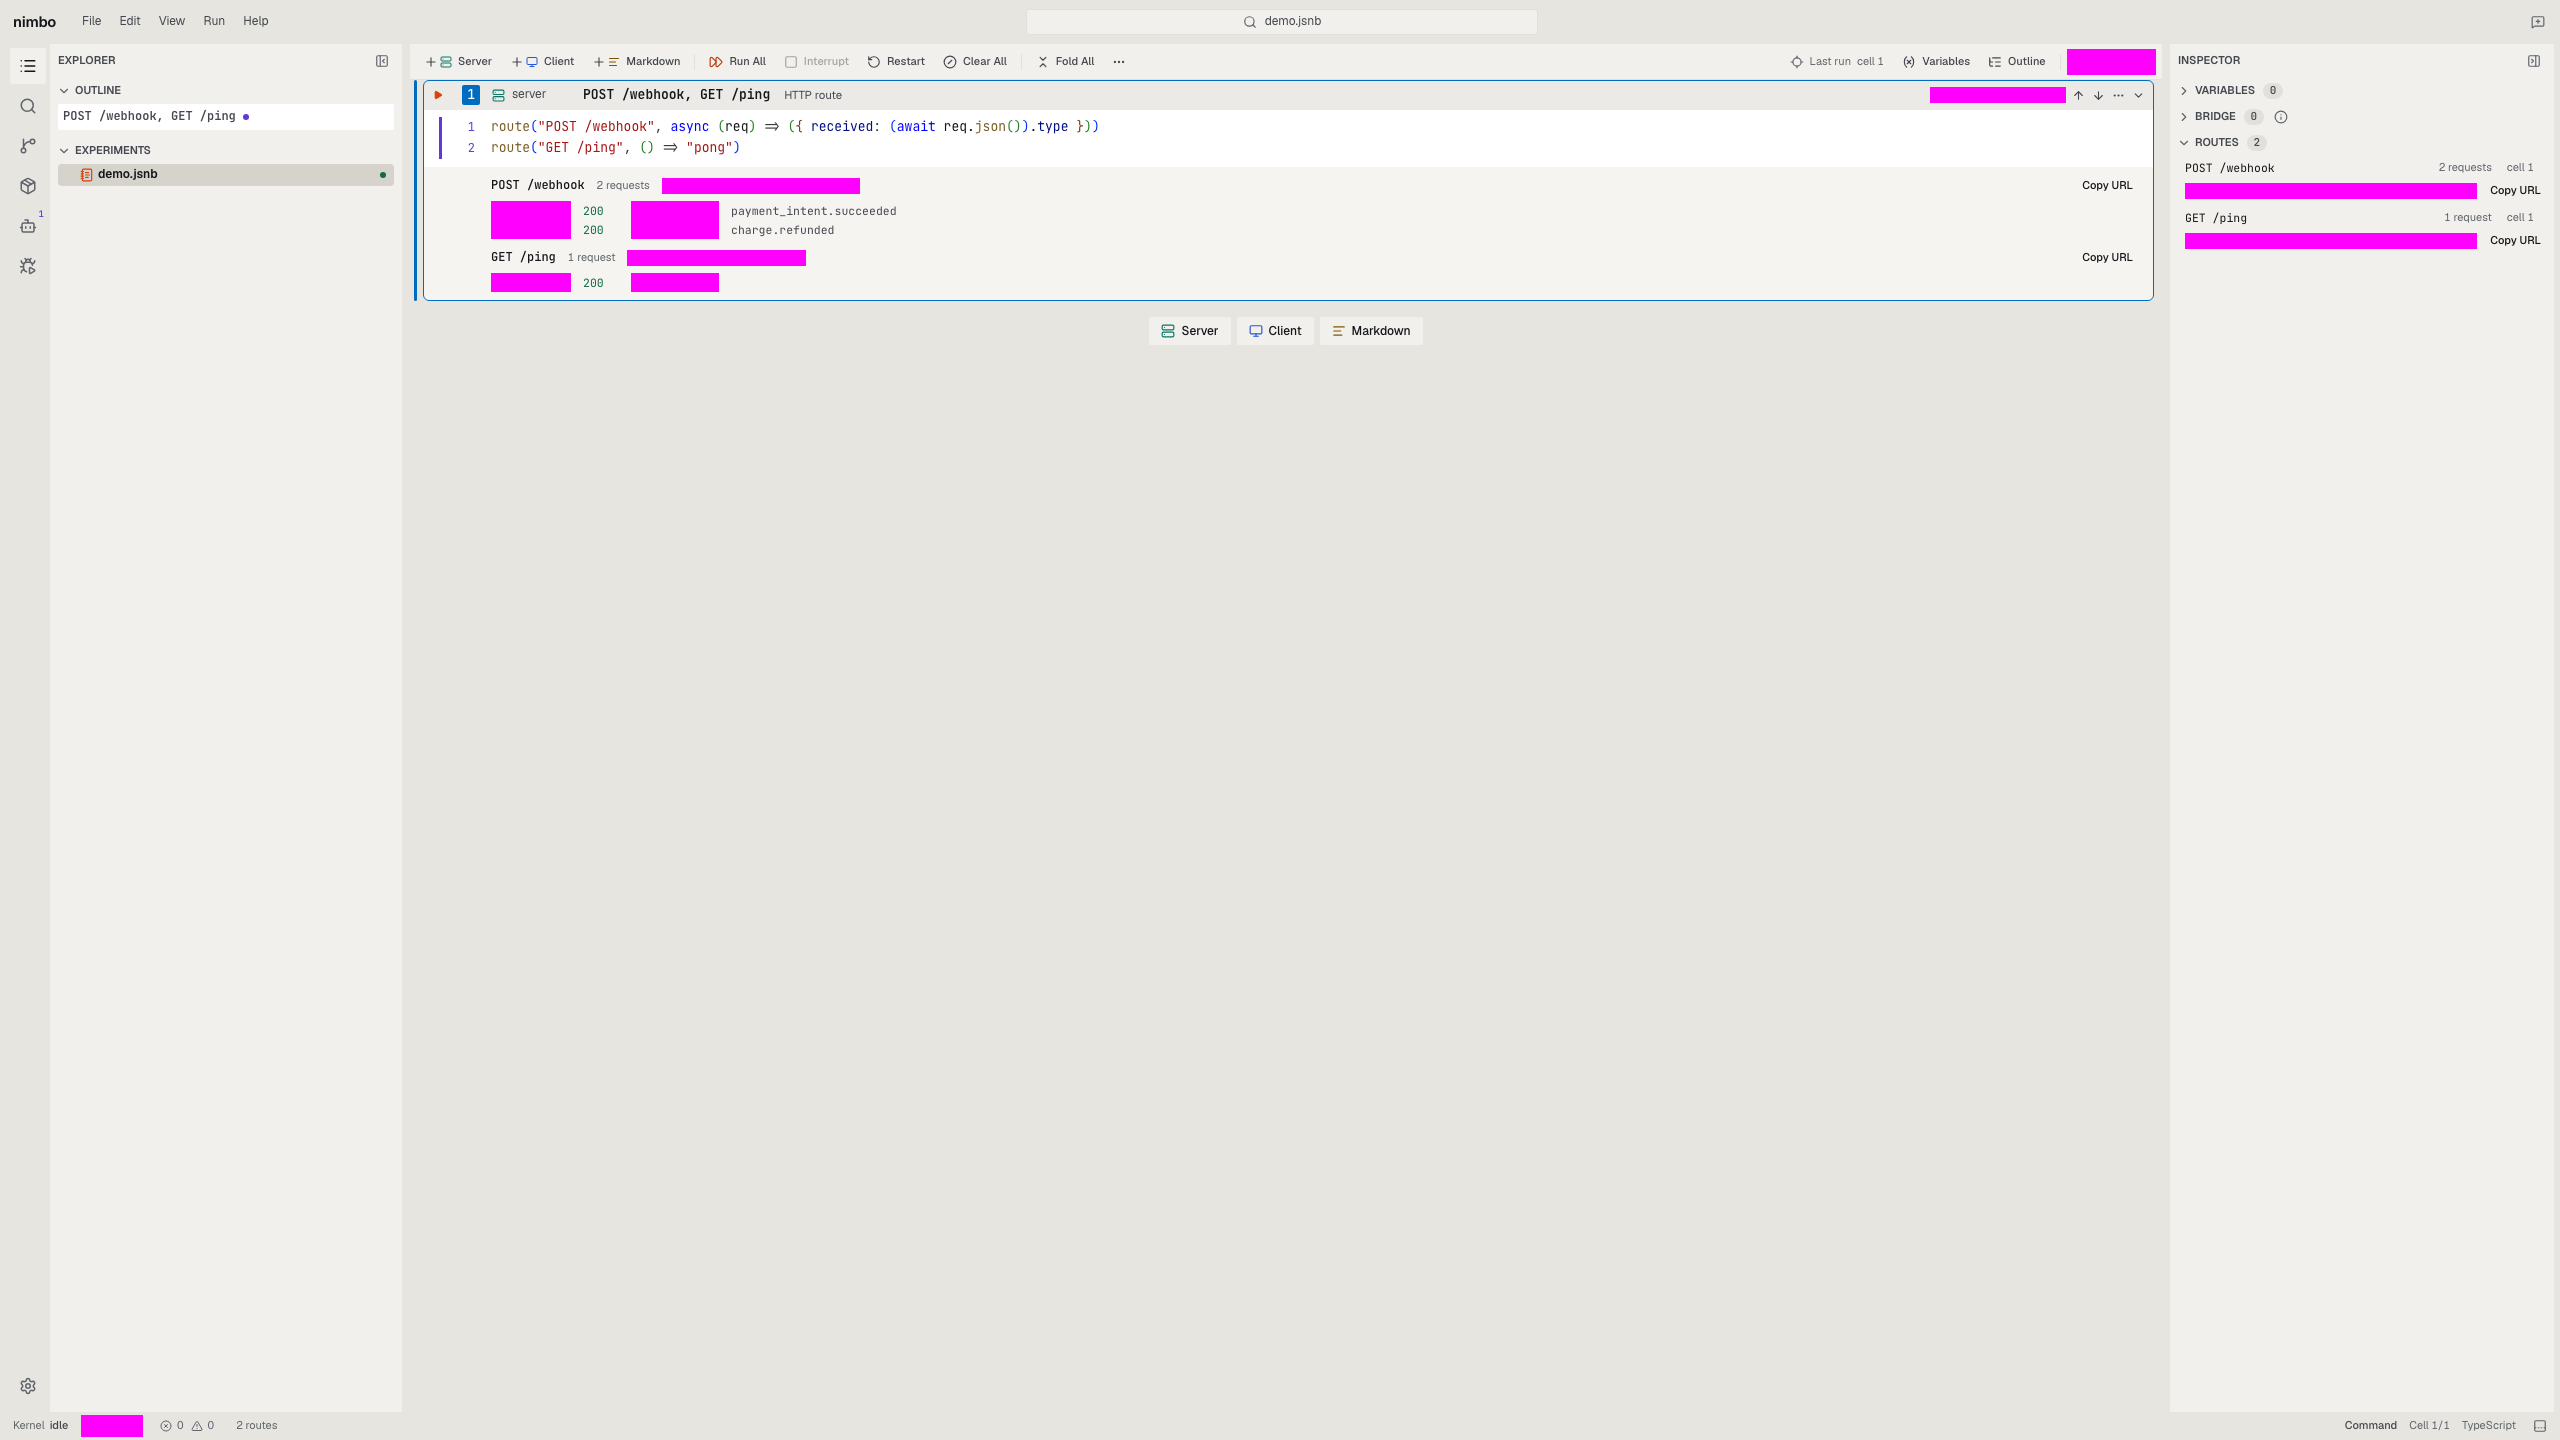 nimbo File Edit View Run Help demo.jsnb
EXPLORER
OUTLINE
POST /webhook, GET /ping
EXPERIMENTS
demo.jsnb
1
Server Client Markdown Run All Interrupt Restart Clear All Fold All Last run cell 1 Variables Outline
1 server POST /webhook, GET /ping HTTP route
1 route("POST /webhook", async (req) => ({ received: (await req.json()).type }))
2 route("GET /ping", () => "pong")
POST /webhook 2 requests Copy URL
200 payment_intent.succeeded
200 charge.refunded
GET /ping 1 request Copy URL
200
Server Client Markdown
INSPECTOR
VARIABLES 0
BRIDGE 0
ROUTES 2
POST /webhook 2 requests cell 1
Copy URL
GET /ping 1 request cell 1
Copy URL
Kernel idle 0 0 2 routes Command Cell 1/1 TypeScript